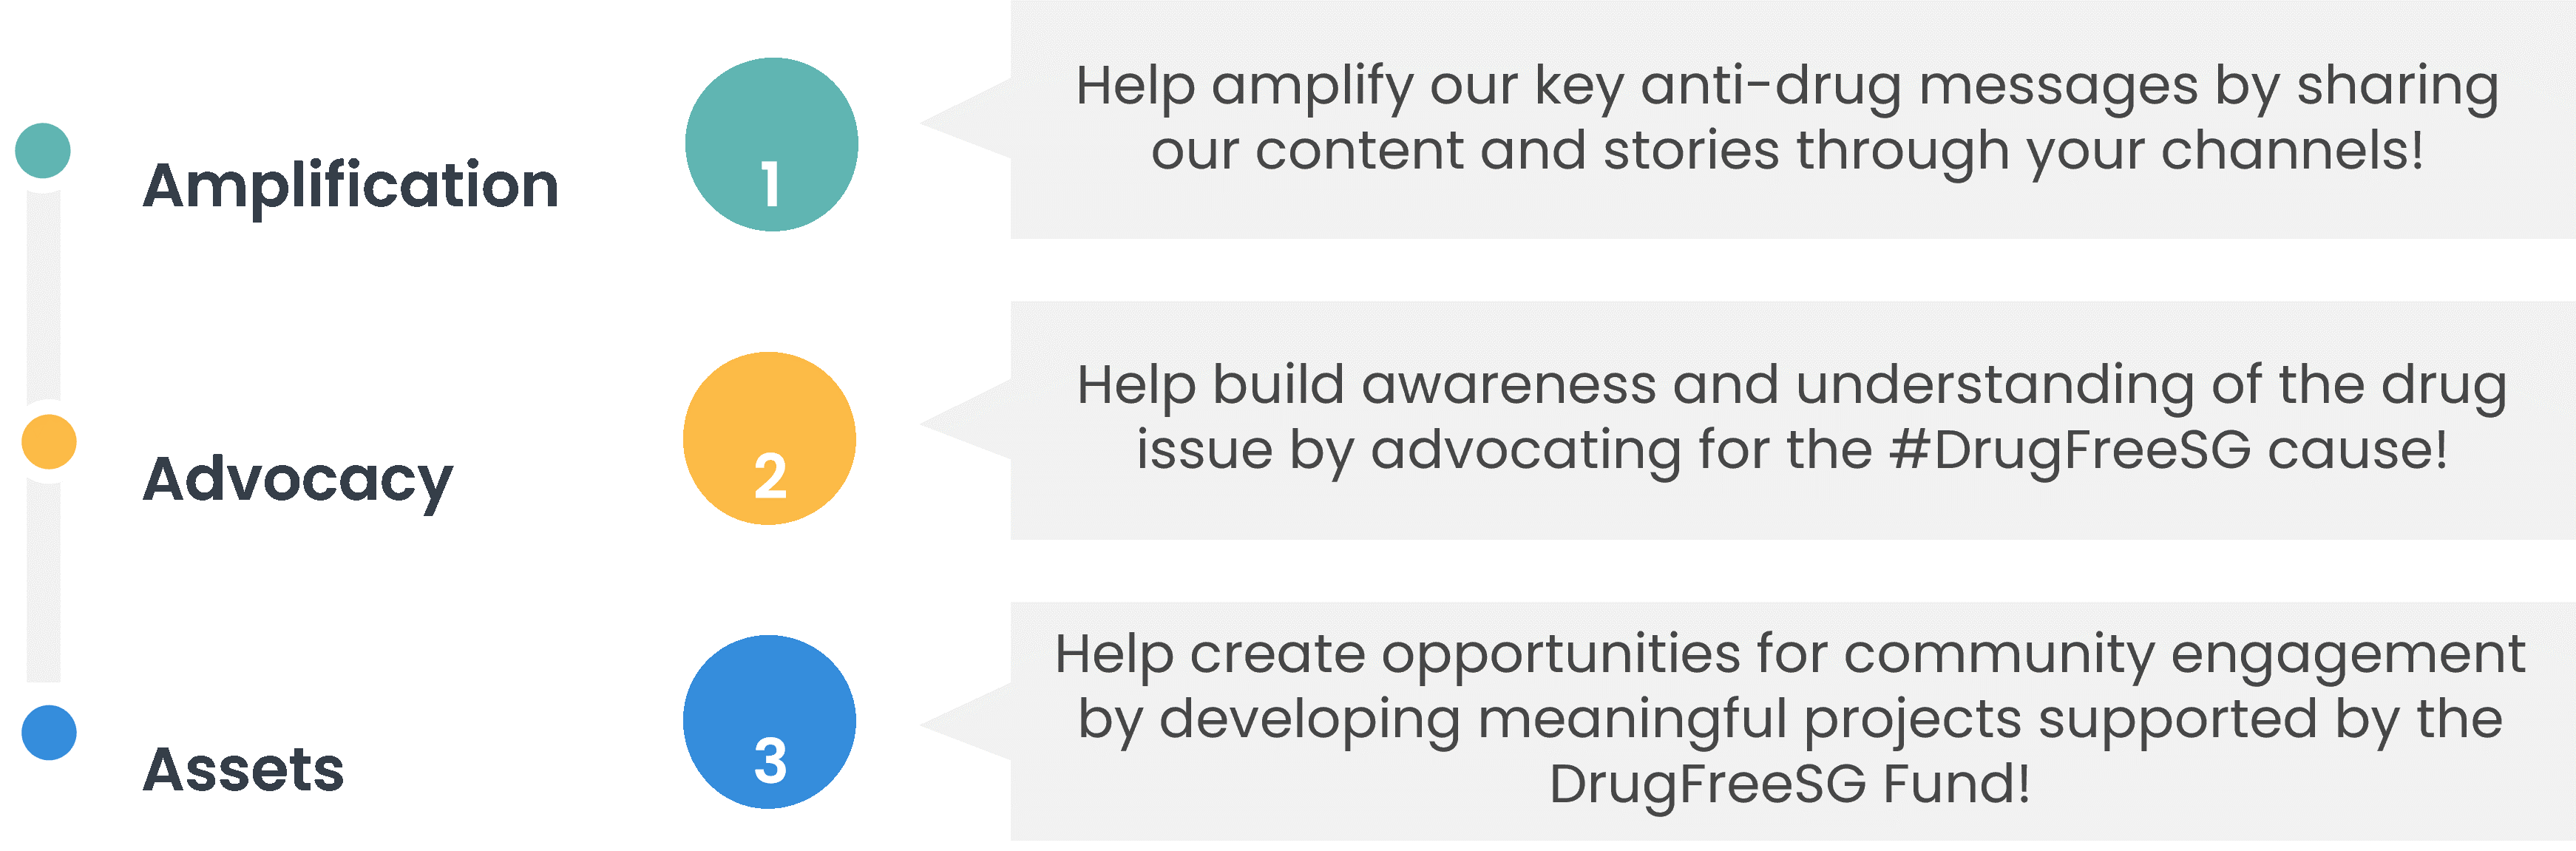 Amplification
1
Help amplify our key anti-drug messages by sharing
our content and stories through your channels!
Advocacy
2
Help build awareness and understanding of the drug
issue by advocating for the #DrugFreeSG cause!
Assets
3
Help create opportunities for community engagement
by developing meaningful projects supported by the
DrugFreeSG Fund!